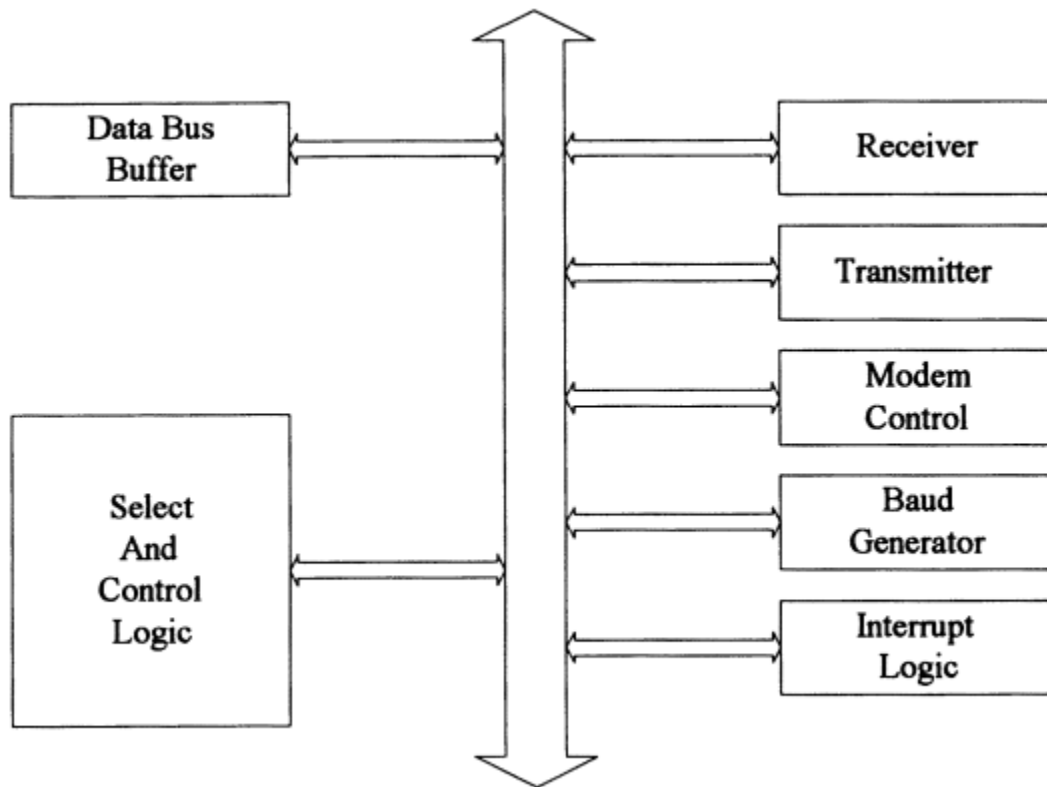 Data Bus
Buffer
Select
And
Control
Logic
Receiver
Transmitter
Modem
Control
Baud
Generator
Interrupt
Logic